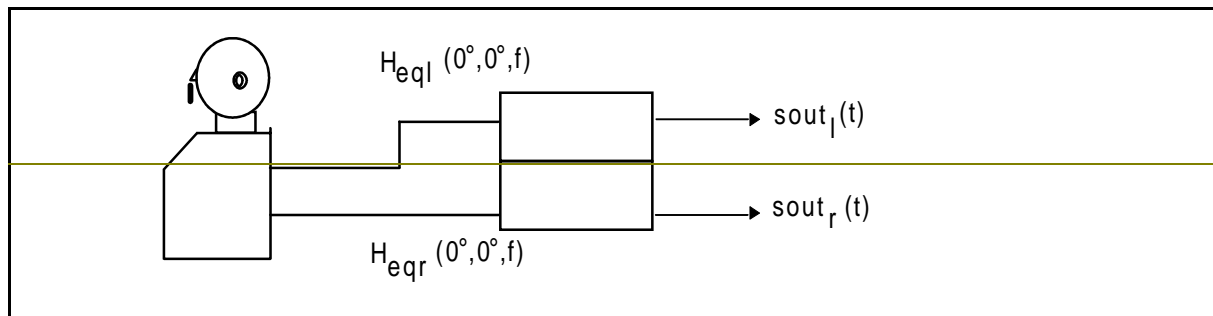 H_eql (0°,0°,f)
sout_l(t)
sout_r (t)
H_eqr (0°,0°,f)